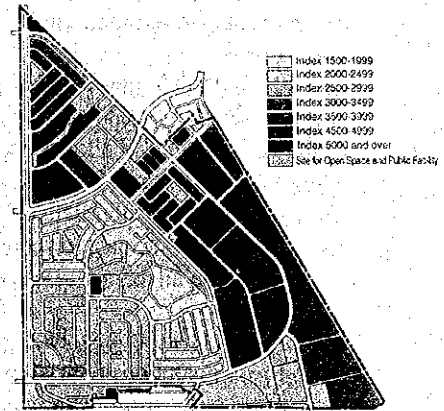 Index 1500-1999
Index 2000-2499
Index 2500-2999
Index 3000-3499
Index 3500-3999
Index 4500-4999
Index 5000 and over
Site for Open Space and Public Facility